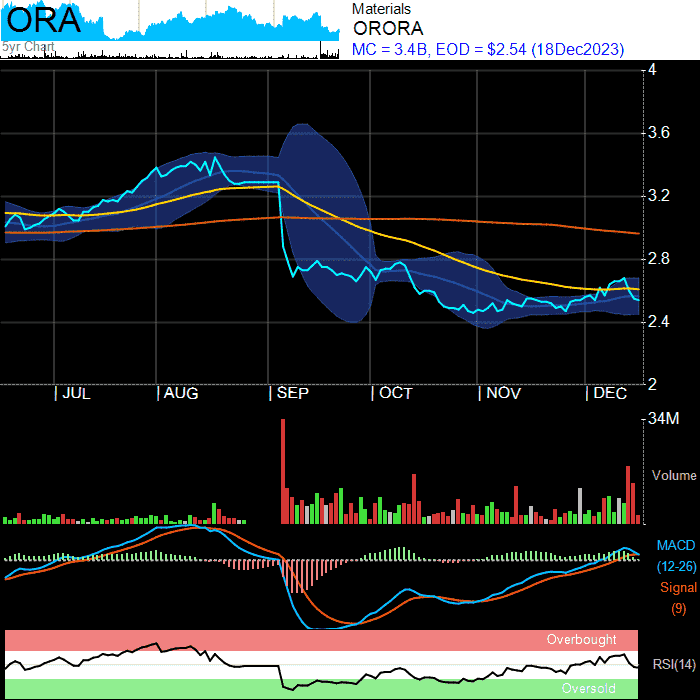 ORA
5yr Chart
Materials
ORORA
MC = 3.4B, EOD = $2.54 (18Dec2023)
4
3.6
3.2
2.8
2.4
2
JUL AUG SEP OCT NOV DEC
34M
Volume
MACD
(12-26)
Signal
(9)
Overbought
RSI(14)
Oversold